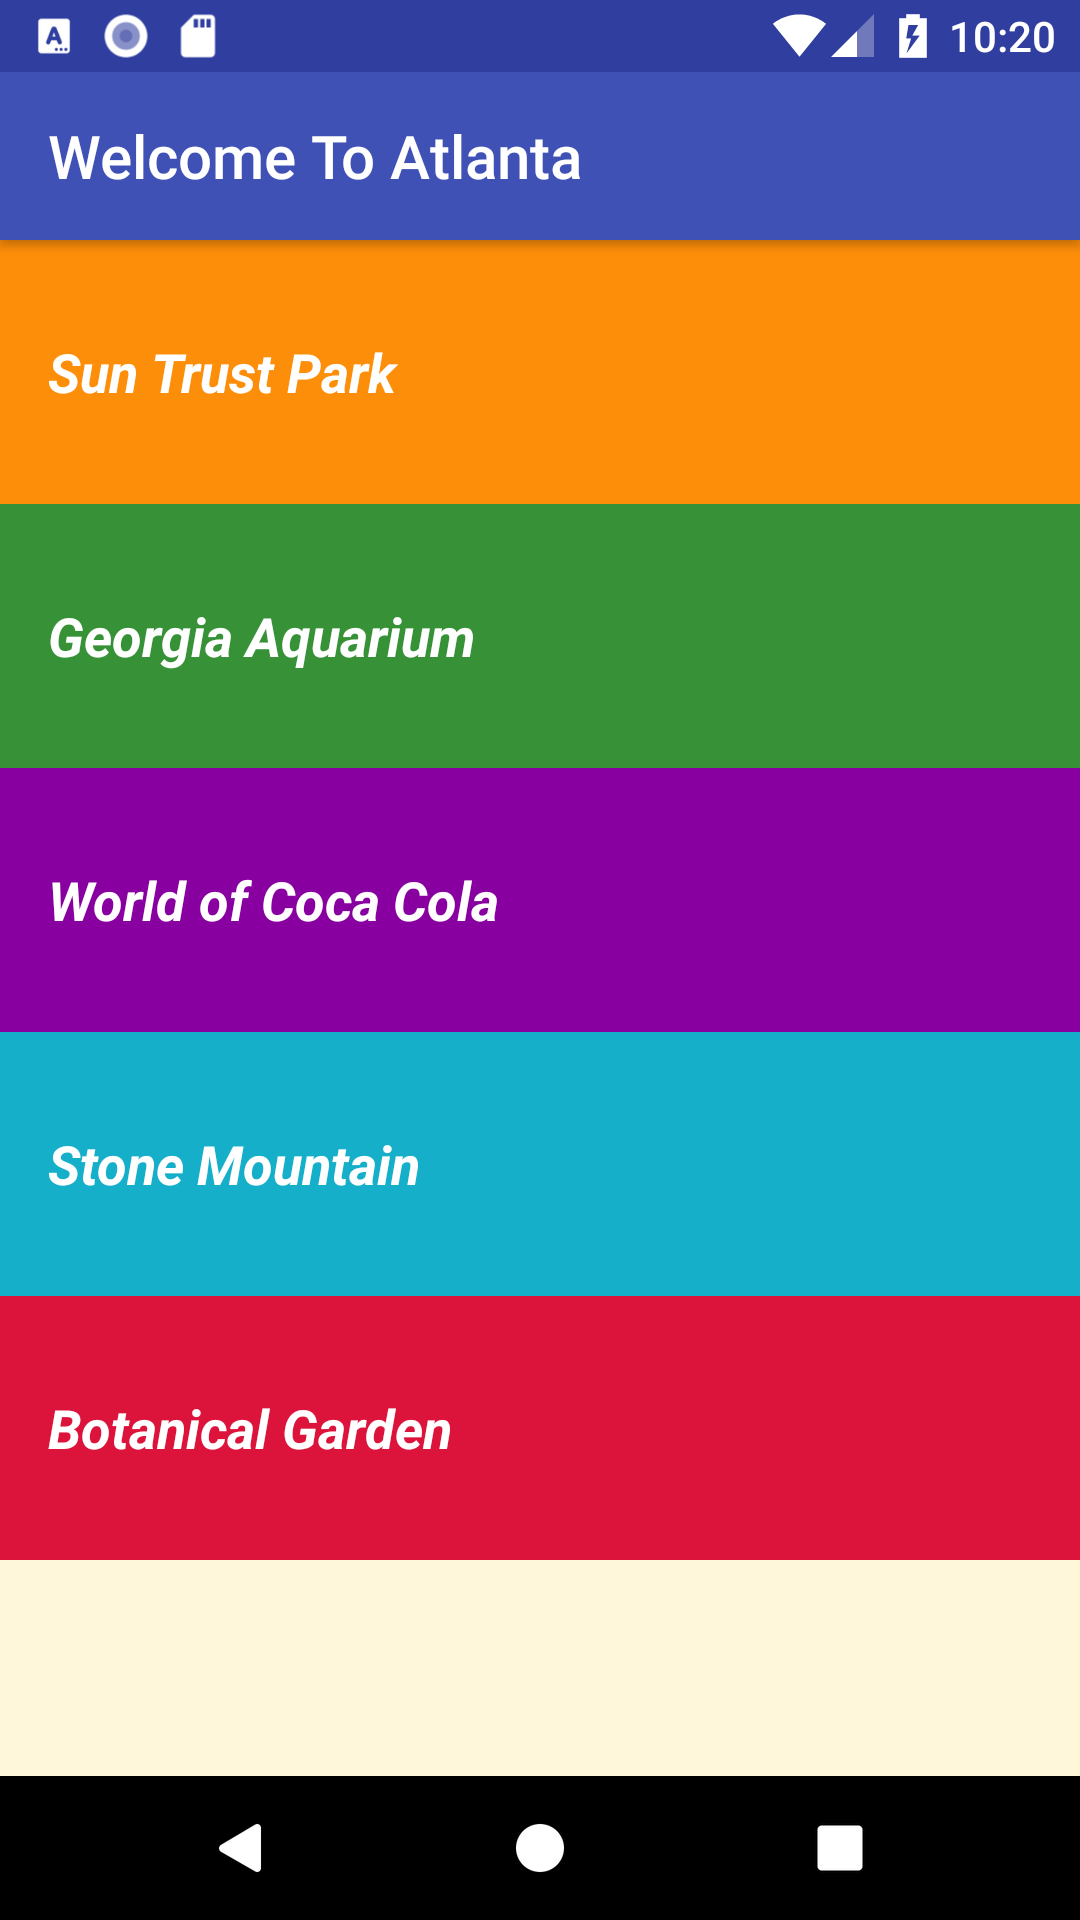 10:20
Welcome To Atlanta
Sun Trust Park
Georgia Aquarium
World of Coca Cola
Stone Mountain
Botanical Garden